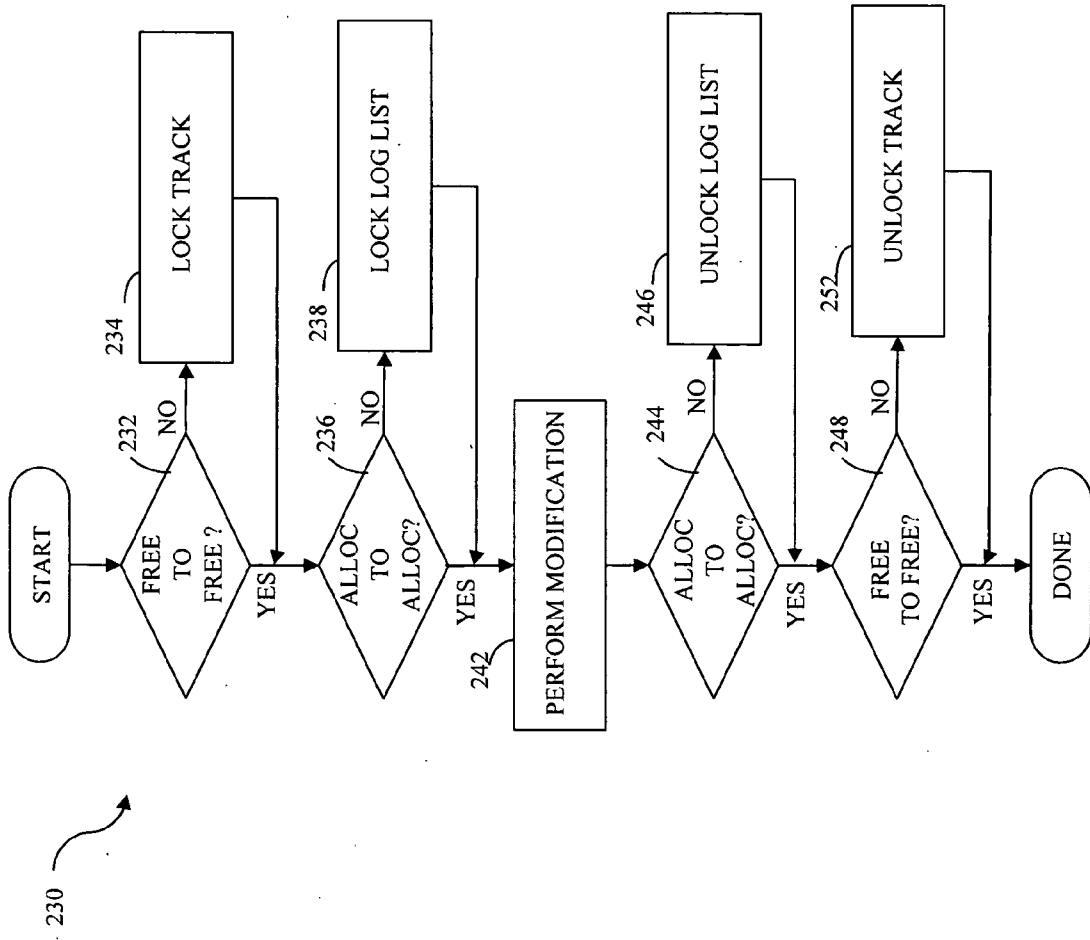 START
232
FREE
TO
FREE ?
NO
234
LOCK TRACK
YES
236
ALLOC
TO
ALLOC?
NO
238
LOCK LOG LIST
YES
242
PERFORM MODIFICATION
244
ALLOC
TO
ALLOC?
NO
246
UNLOCK LOG LIST
YES
248
FREE
TO FREE?
NO
252
UNLOCK TRACK
YES
DONE
230